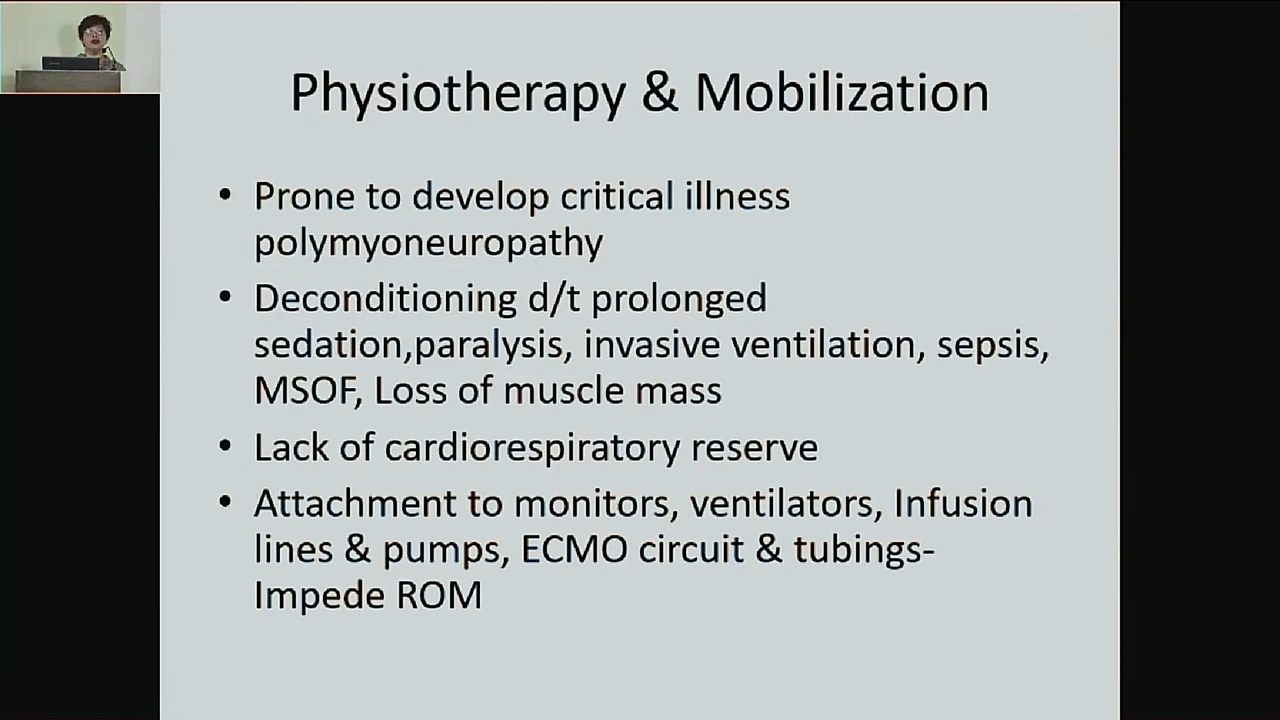 Physiotherapy & Mobilization
• Prone to develop critical illness
polymyoneuropathy
• Deconditioning d/t prolonged
sedation,paralysis, invasive ventilation, sepsis,
MSOF, Loss of muscle mass
• Lack of cardiorespiratory reserve
• Attachment to monitors, ventilators, Infusion
lines & pumps, ECMO circuit & tubings-
Impede ROM